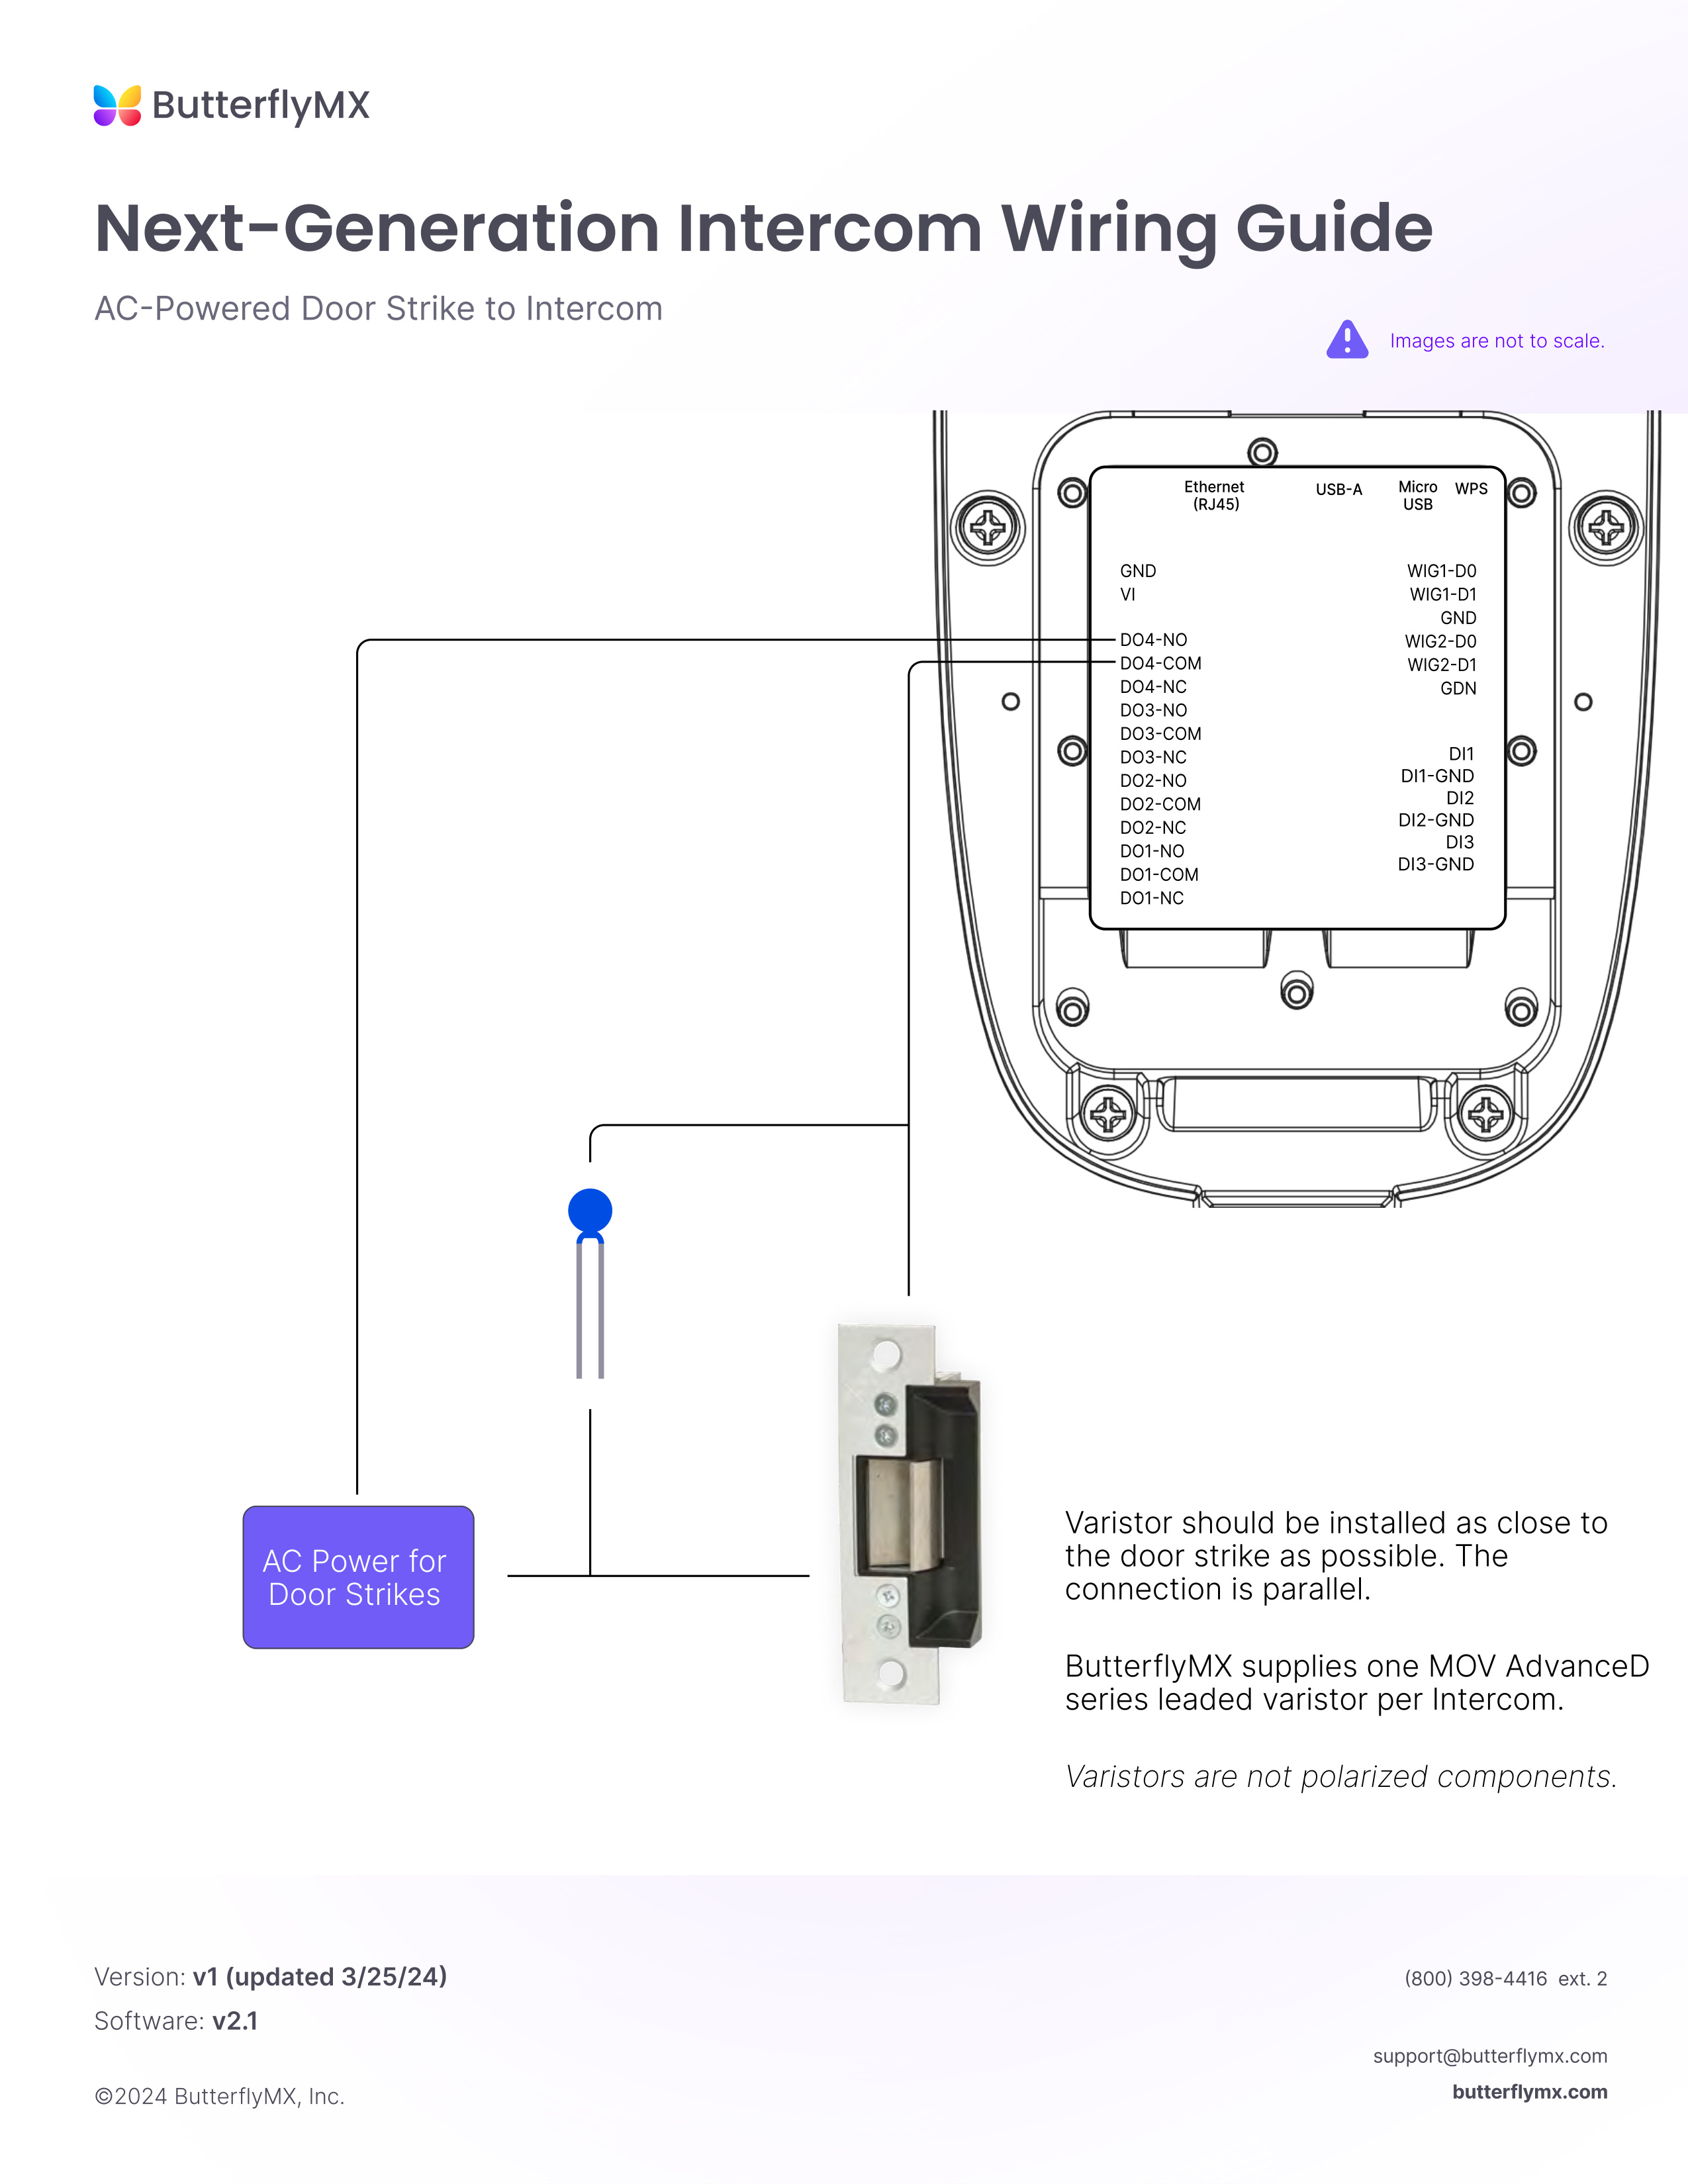 ButterflyMX
Next-Generation Intercom Wiring Guide
AC-Powered Door Strike to Intercom
Images are not to scale.
Ethernet
(RJ45)
USB-A
Micro
USB
WPS
GND
VI
DO4-NO
DO4-COM
DO4-NC
DO3-NO
DO3-COM
DO3-NC
DO2-NO
DO2-COM
DO2-NC
DO1-NO
DO1-COM
DO1-NC
WIG1-D0
WIG1-D1
GND
WIG2-D0
WIG2-D1
GDN
DI1
DI1-GND
DI2
DI2-GND
DI3
DI3-GND
AC Power for
Door Strikes
Varistor should be installed as close to
the door strike as possible. The
connection is parallel.
ButterflyMX supplies one MOV AdvanceD
series leaded varistor per Intercom.
Varistors are not polarized components.
Version: v1 (updated 3/25/24)
Software: v2.1
©2024 ButterflyMX, Inc.
(800) 398-4416 ext. 2
support@butterflymx.com
butterflymx.com